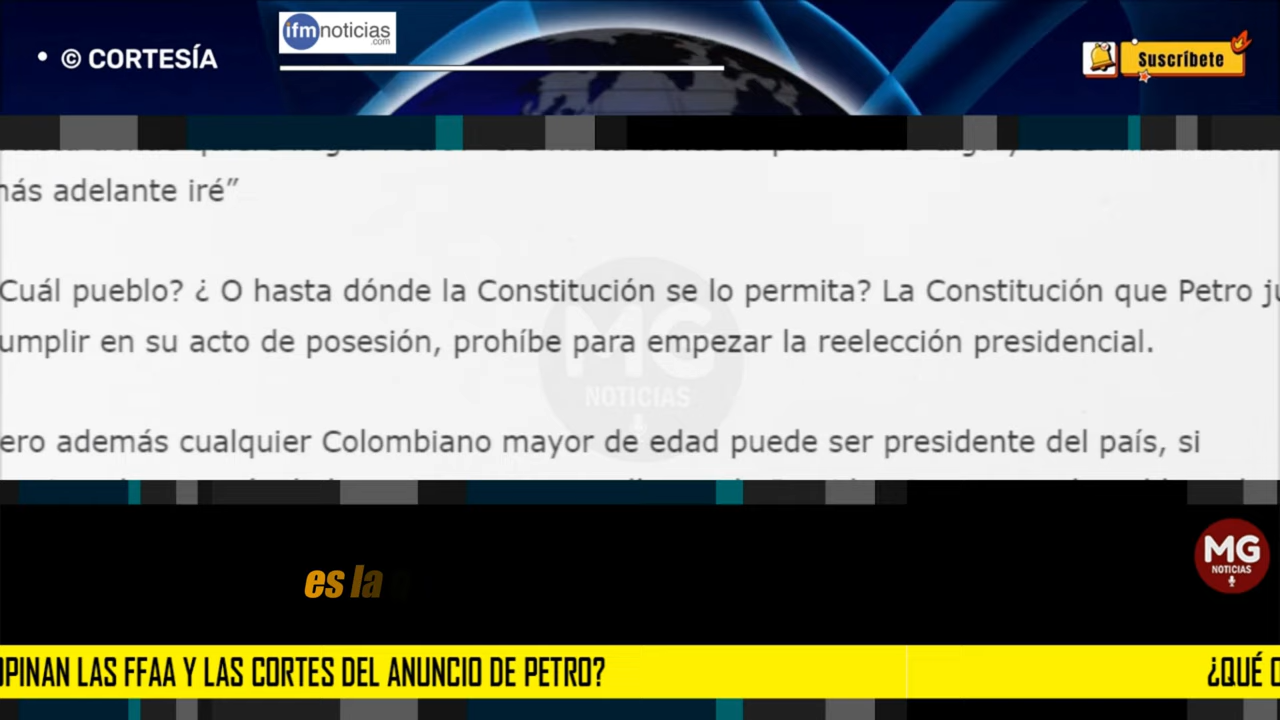 • © CORTESÍA
ifmnoticias
.com
Suscríbete
más adelante iré”
Cuál pueblo? ¿ O hasta dónde la Constitución se lo permita? La Constitución que Petro ju
umplir en su acto de posesión, prohíbe para empezar la reelección presidencial.
MG
NOTICIAS
ero además cualquier Colombiano mayor de edad puede ser presidente del país, si
MG
NOTICIAS
es la
OPINAN LAS FFAA Y LAS CORTES DEL ANUNCIO DE PETRO?
¿QUÉ O